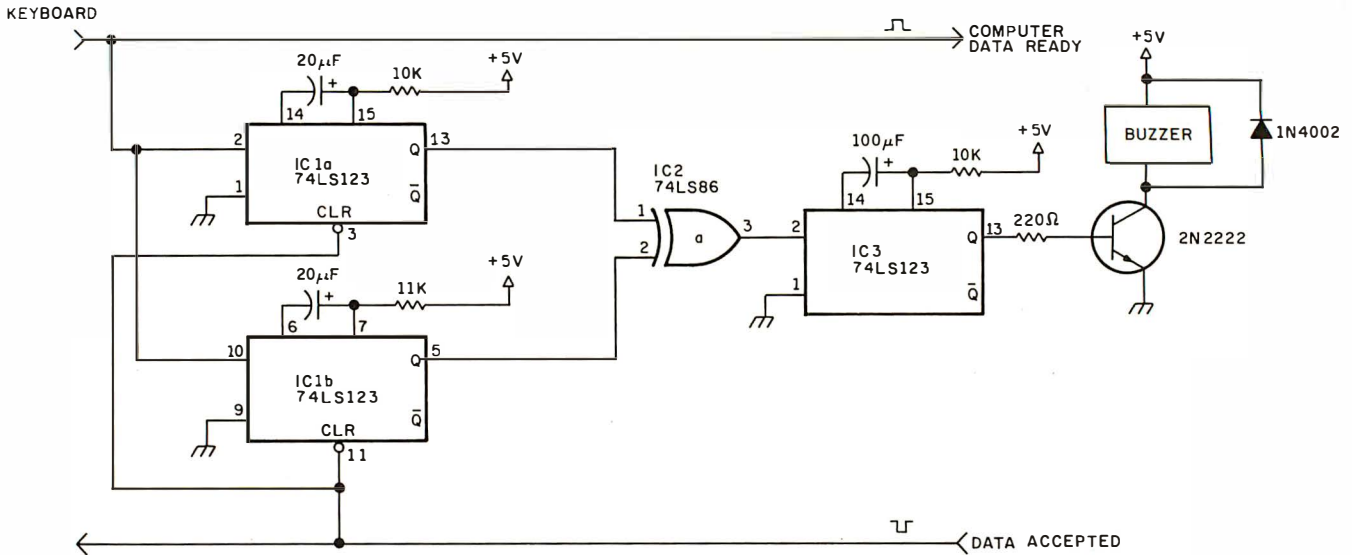 KEYBOARD
COMPUTER
DATA READY
20µF
+
10K
+5V
14
15
2
13
Q
IC1a
74LS123
1
Q̅
CLR
3
20µF
+
11K
+5V
6
7
10
5
Q
IC1b
74LS123
9
Q̅
CLR
11
IC2
74LS86
1
2
a
3
100µF
+
10K
+5V
14
15
2
13
Q
IC3
74LS123
1
Q̅
220Ω
2N2222
+5V
BUZZER
1N4002
DATA ACCEPTED